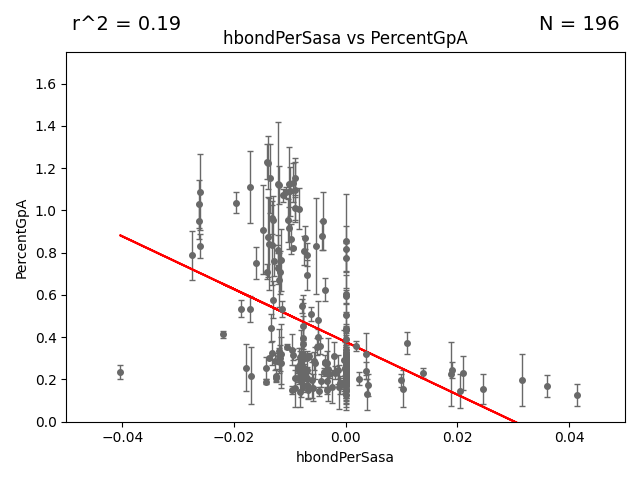 r^2 = 0.19
N = 196
hbondPerSasa vs PercentGpA
1.6
1.4
1.2
1.0
0.8
0.6
0.4
0.2
0.0
PercentGpA
−0.04
−0.02
0.00
0.02
0.04
hbondPerSasa